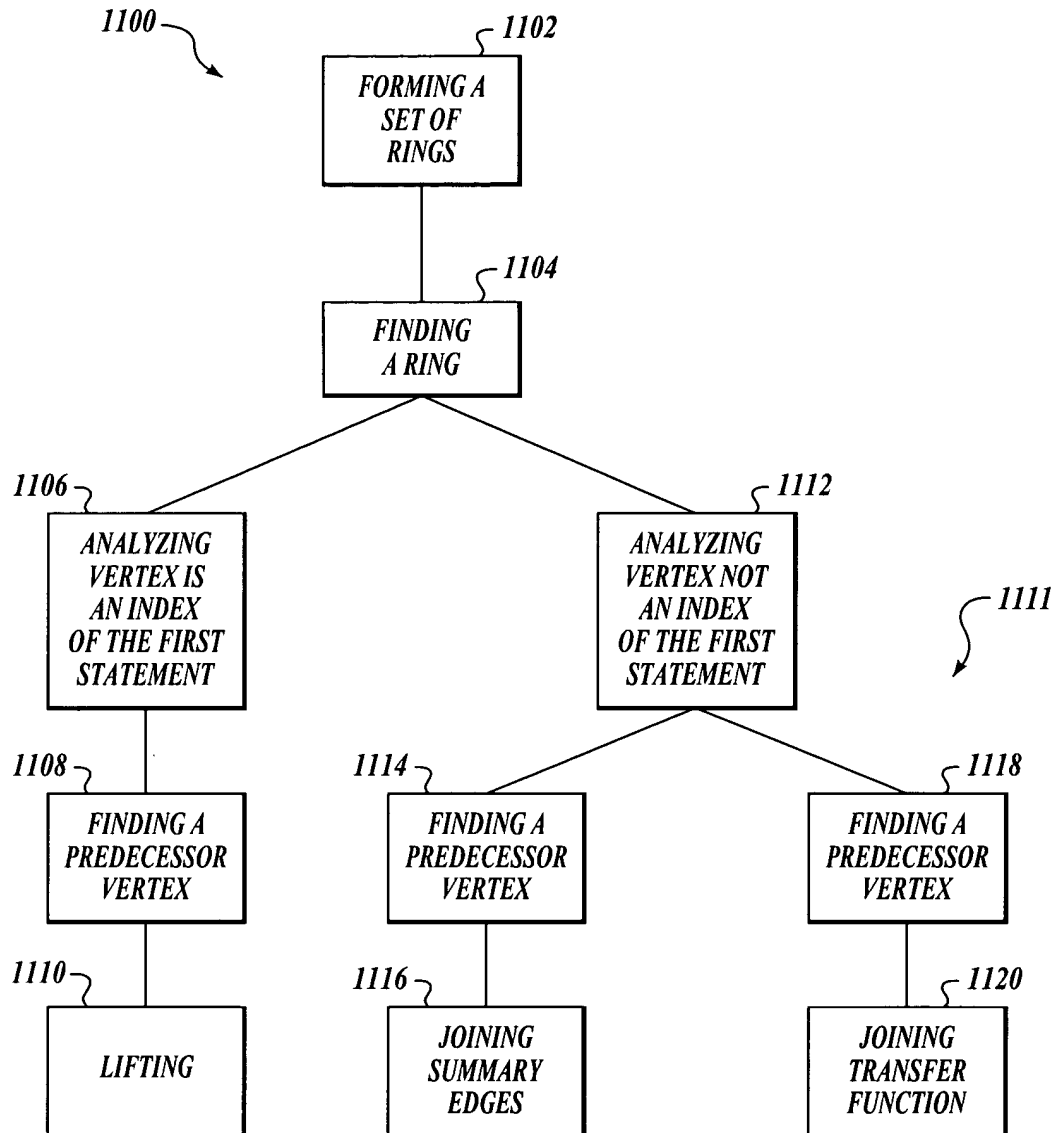 1100
1102
FORMING A
SET OF
RINGS
1104
FINDING
A RING
1106
ANALYZING
VERTEX IS
AN INDEX
OF THE FIRST
STATEMENT
1112
ANALYZING
VERTEX NOT
AN INDEX
OF THE FIRST
STATEMENT
1111
1108
FINDING A
PREDECESSOR
VERTEX
1114
FINDING A
PREDECESSOR
VERTEX
1118
FINDING A
PREDECESSOR
VERTEX
1110
LIFTING
1116
JOINING
SUMMARY
EDGES
1120
JOINING
TRANSFER
FUNCTION